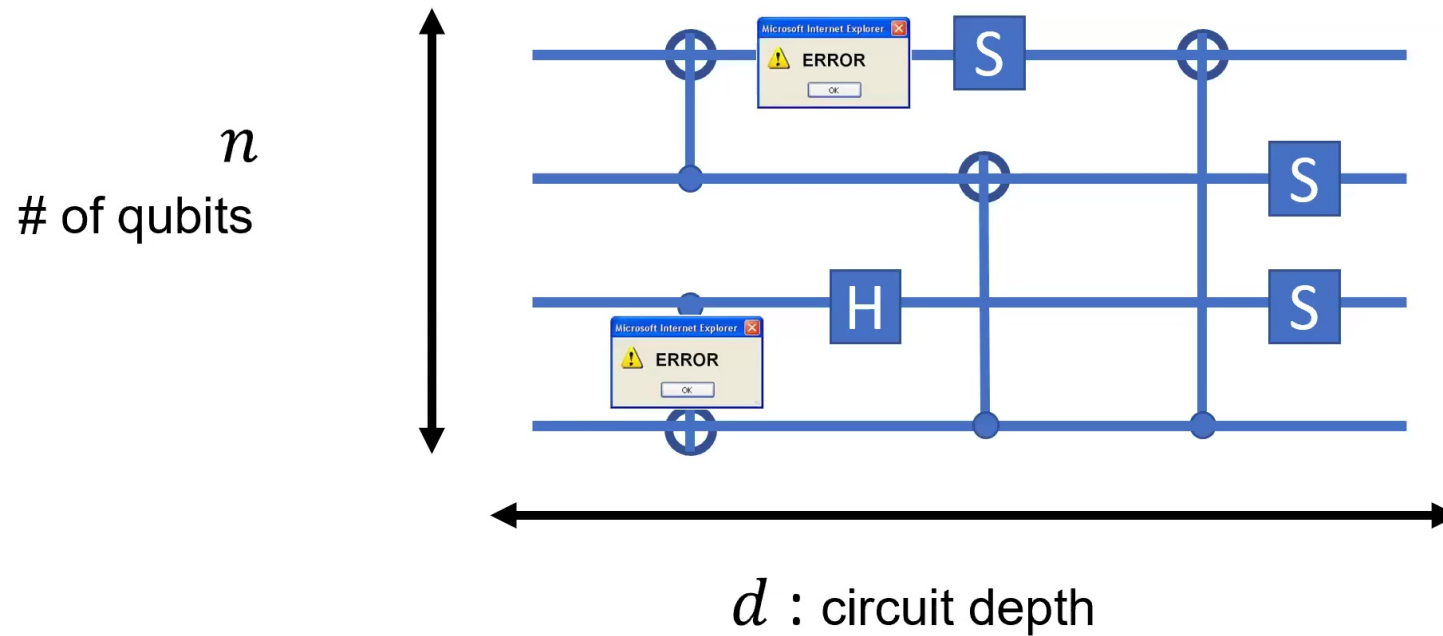 Microsoft Internet Explorer
ERROR
OK
S
n
# of qubits
S
H
S
Microsoft Internet Explorer
ERROR
OK
d : circuit depth